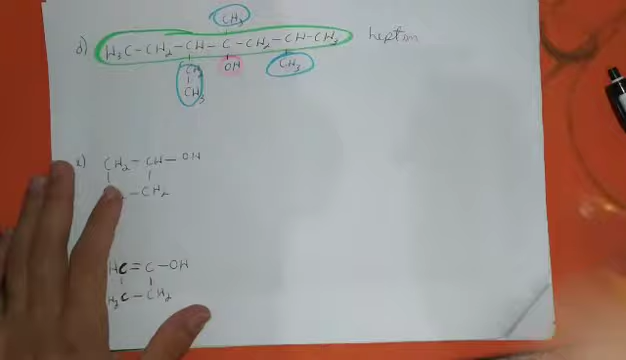 CH₃
d) H₃C-CH₂-CH-C-CH₂-CH-CH₃ heptan
CH₂ OH CH₃
CH₃
CH₂-CH-OH
-CH₂
HC=C-OH
H₂C-CH₂